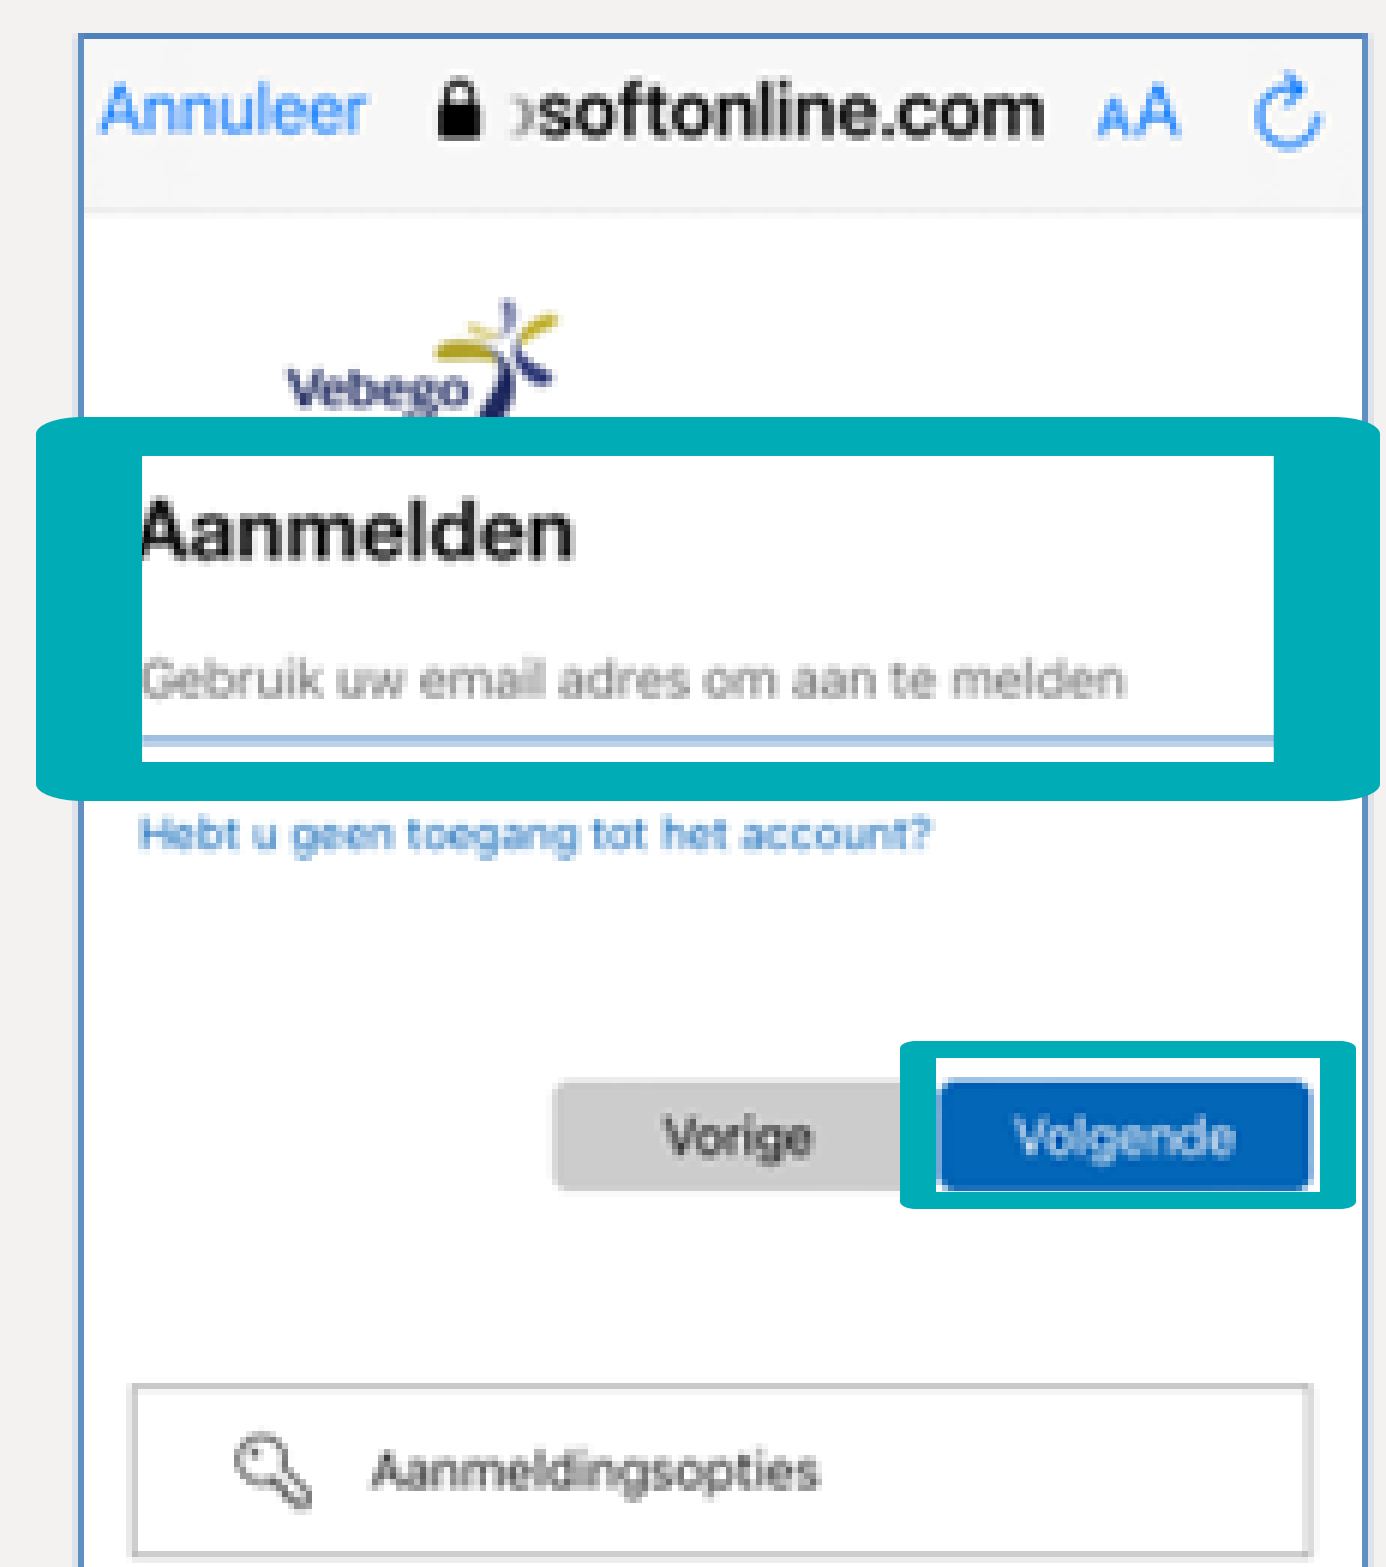 Annuleer softonline.com AA
Vebego
Aanmelden
Gebruik uw email adres om aan te melden
Hebt u geen toegang tot het account?
Vorige Volgende
Aanmeldingsopties